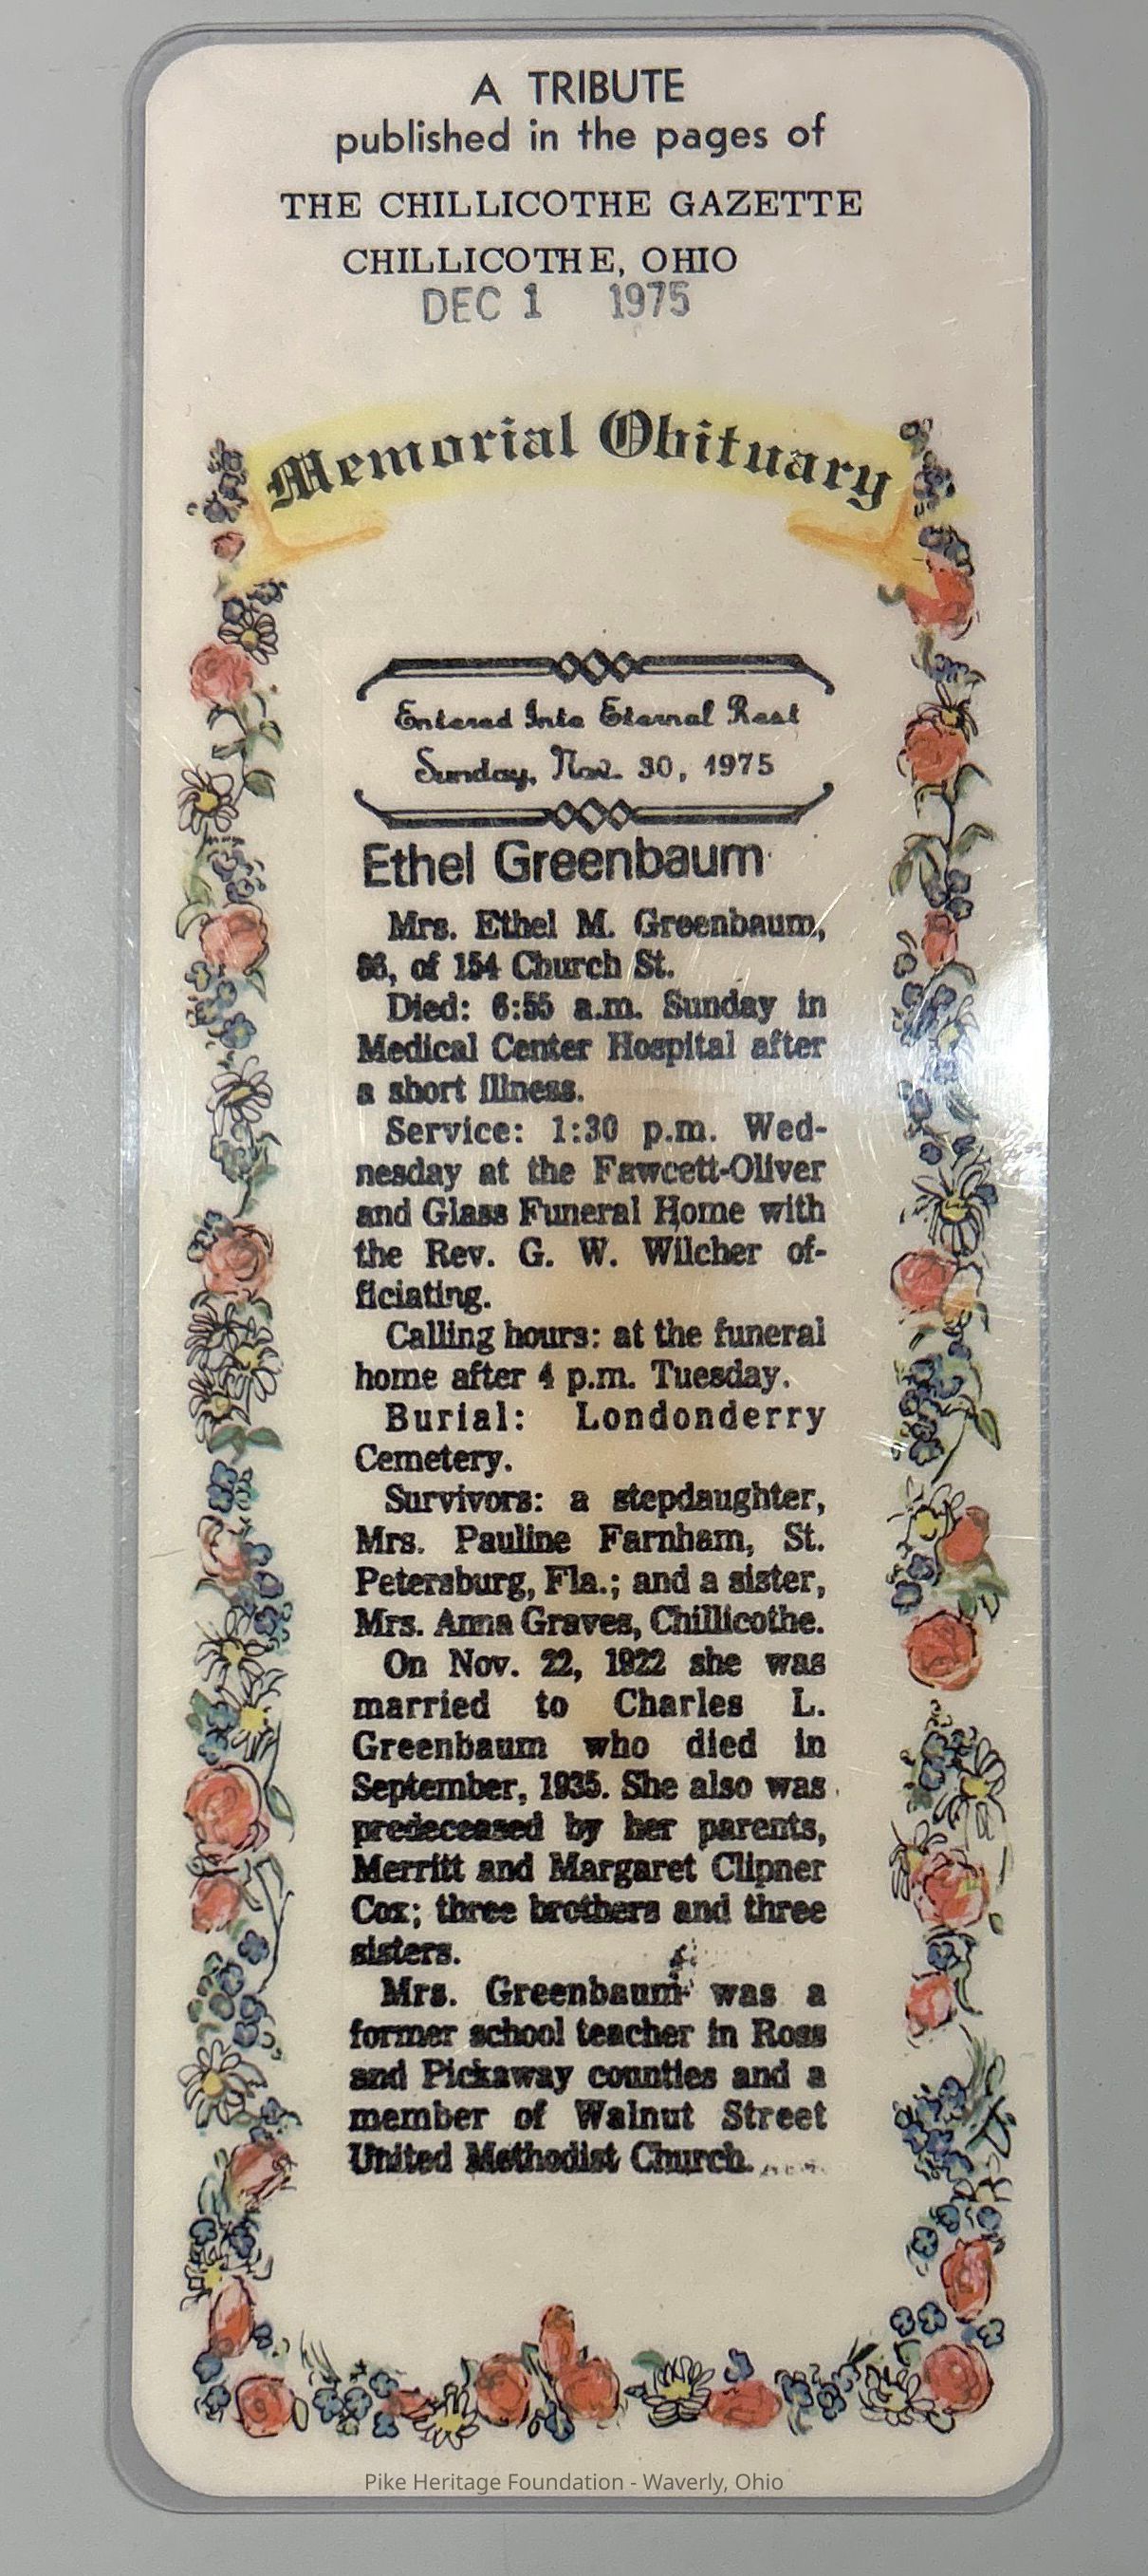 A TRIBUTE
published in the pages of
THE CHILLICOTHE GAZETTE
CHILLICOTHE, OHIO
DEC 1 1975
Memorial Obituary
Entered Into Eternal Rest
Sunday, Nov. 30, 1975
Ethel Greenbaum
Mrs. Ethel M. Greenbaum,
of 154 Church St.
Died: 6:55 a.m. Sunday in
Medical Center Hospital after
a short illness.
Service: 1:30 p.m. Wed-
nesday at the Fawcett-Oliver
and Glass Funeral Home with
the Rev. G. W. Wilcher of-
ficiating.
Calling hours: at the funeral
home after 4 p.m. Tuesday.
Burial: Londonderry
Cemetery.
Survivors: a stepdaughter,
Mrs. Pauline Farnham, St.
Petersburg, Fla.; and a sister,
Mrs. Anna Graves, Chillicothe.
On Nov. 22, 1922 she was
married to Charles L.
Greenbaum who died in
September, 1935. She also was
predeceased by her parents,
Merritt and Margaret Clipner
Cox; three brothers and three
sisters.
Mrs. Greenbaum was a
former school teacher in Ross
and Pickaway counties and a
member of Walnut Street
United Methodist Church.
Pike Heritage Foundation - Waverly, Ohio